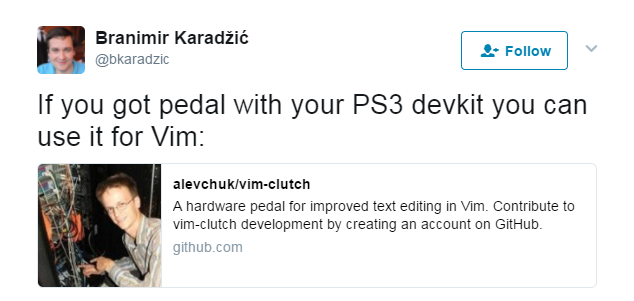 Branimir Karadžić
@bkaradzic
Follow
If you got pedal with your PS3 devkit you can
use it for Vim:
alevchuk/vim-clutch
A hardware pedal for improved text editing in Vim. Contribute to
vim-clutch development by creating an account on GitHub.
github.com